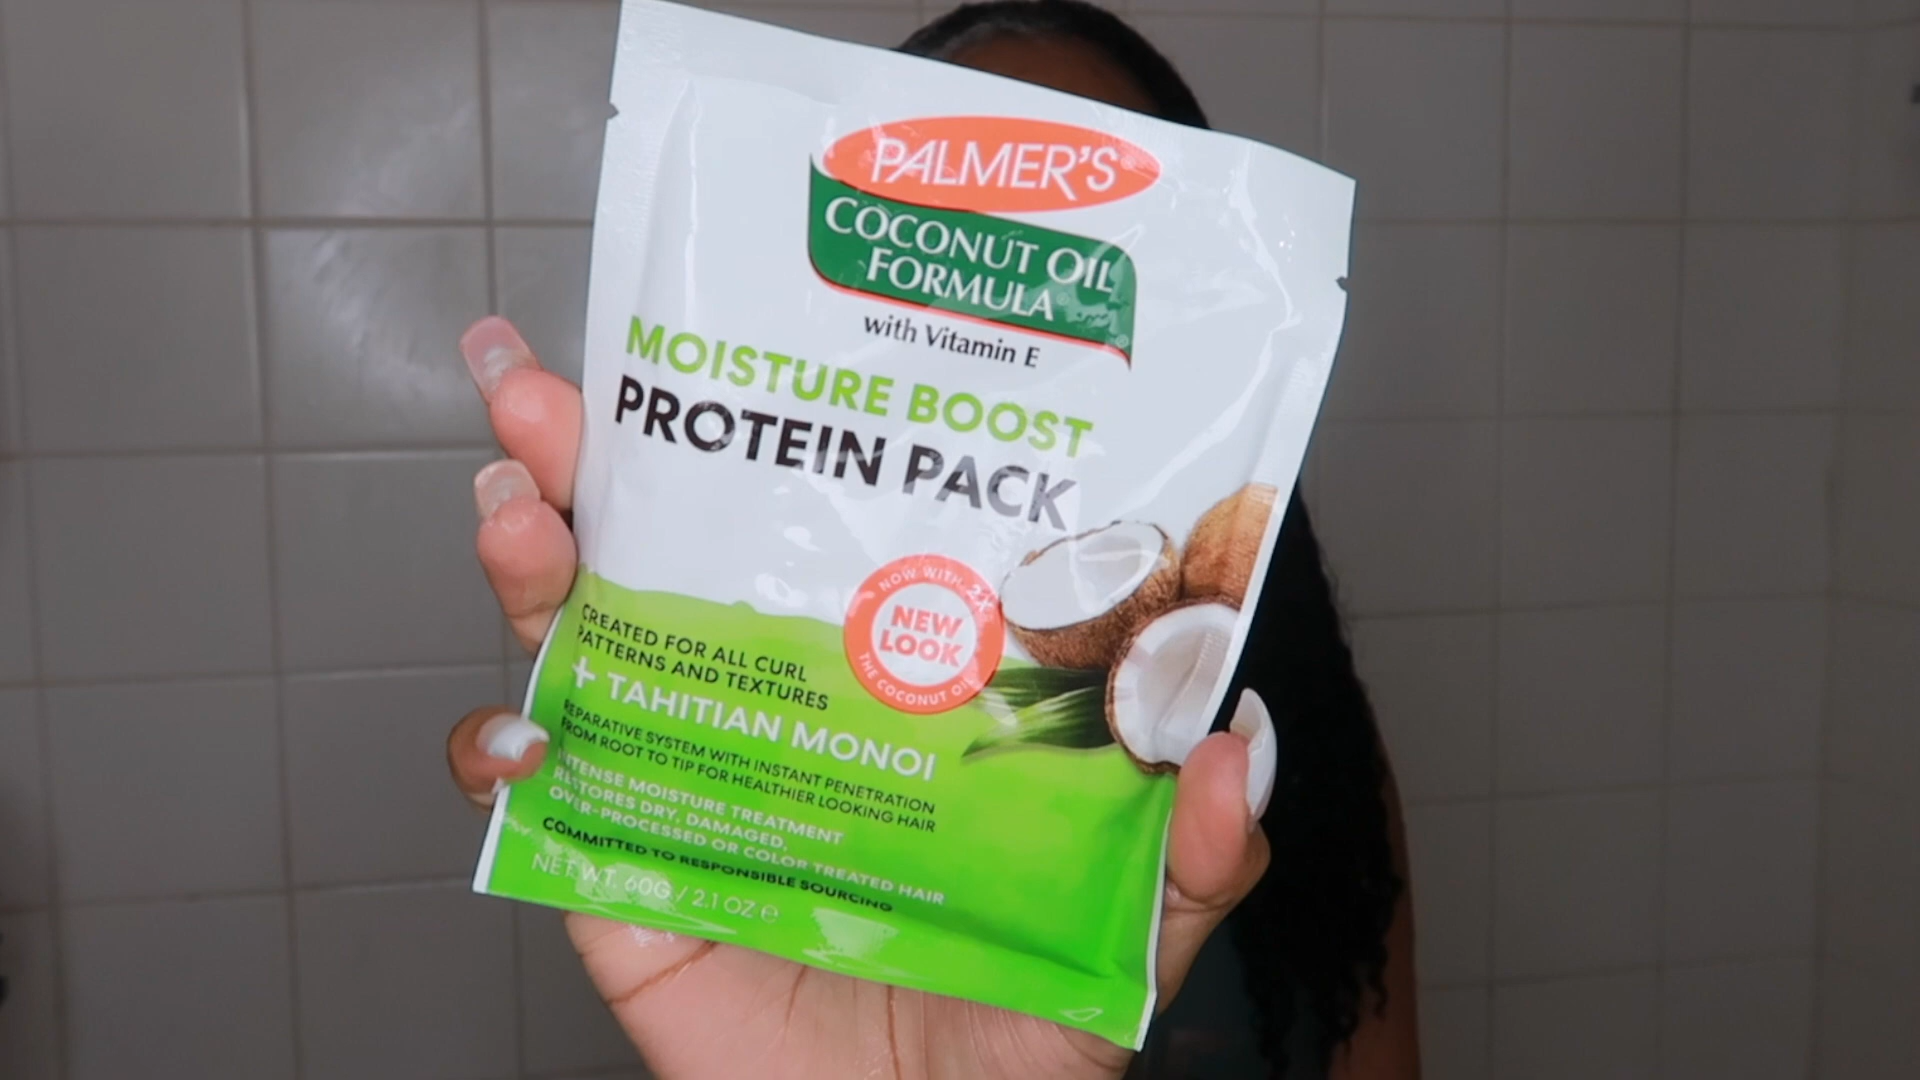 PALMER'S
COCONUT OIL
FORMULA
with Vitamin E
MOISTURE BOOST
PROTEIN PACK
NOW WITH 2X
NEW
LOOK
THE COCONUT OIL
CREATED FOR ALL CURL
PATTERNS AND TEXTURES
+ TAHITIAN MONOI
REPARATIVE SYSTEM WITH INSTANT PENETRATION
FROM ROOT TO TIP FOR HEALTHIER LOOKING HAIR
INTENSE MOISTURE TREATMENT
RESTORES DRY, DAMAGED,
OVER-PROCESSED OR COLOR TREATED HAIR
COMMITTED TO RESPONSIBLE SOURCING
NET WT. 60G / 2.1 OZ e